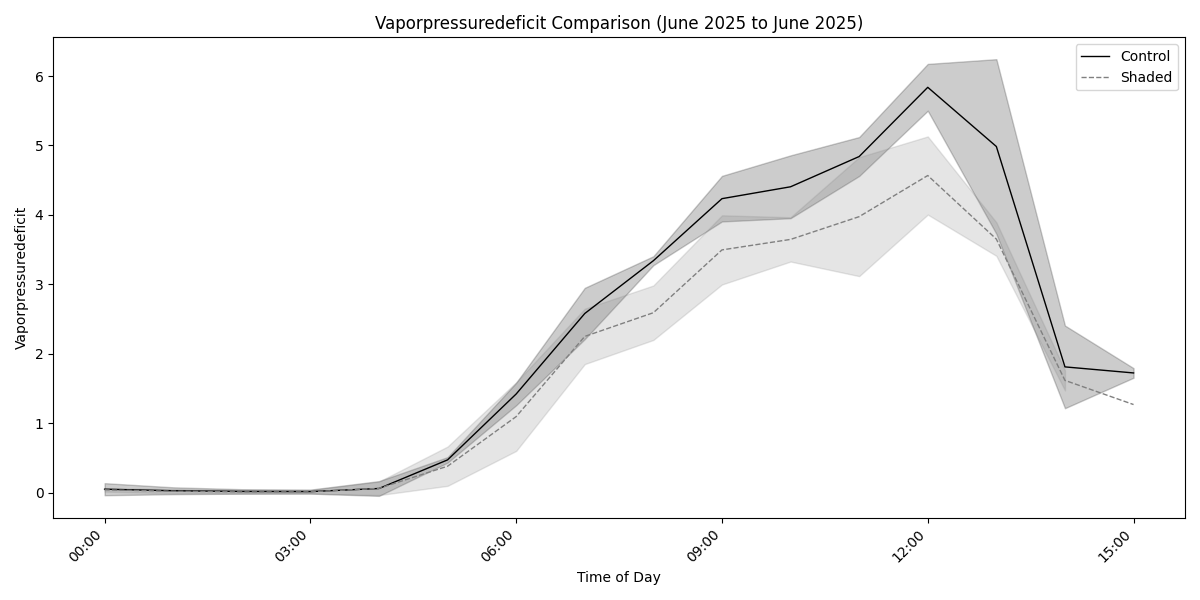 Vaporpressuredeficit Comparison (June 2025 to June 2025)
Control
Shaded
Vaporpressuredeficit
6
5
4
3
2
1
0
00:00
03:00
06:00
09:00
12:00
15:00
Time of Day